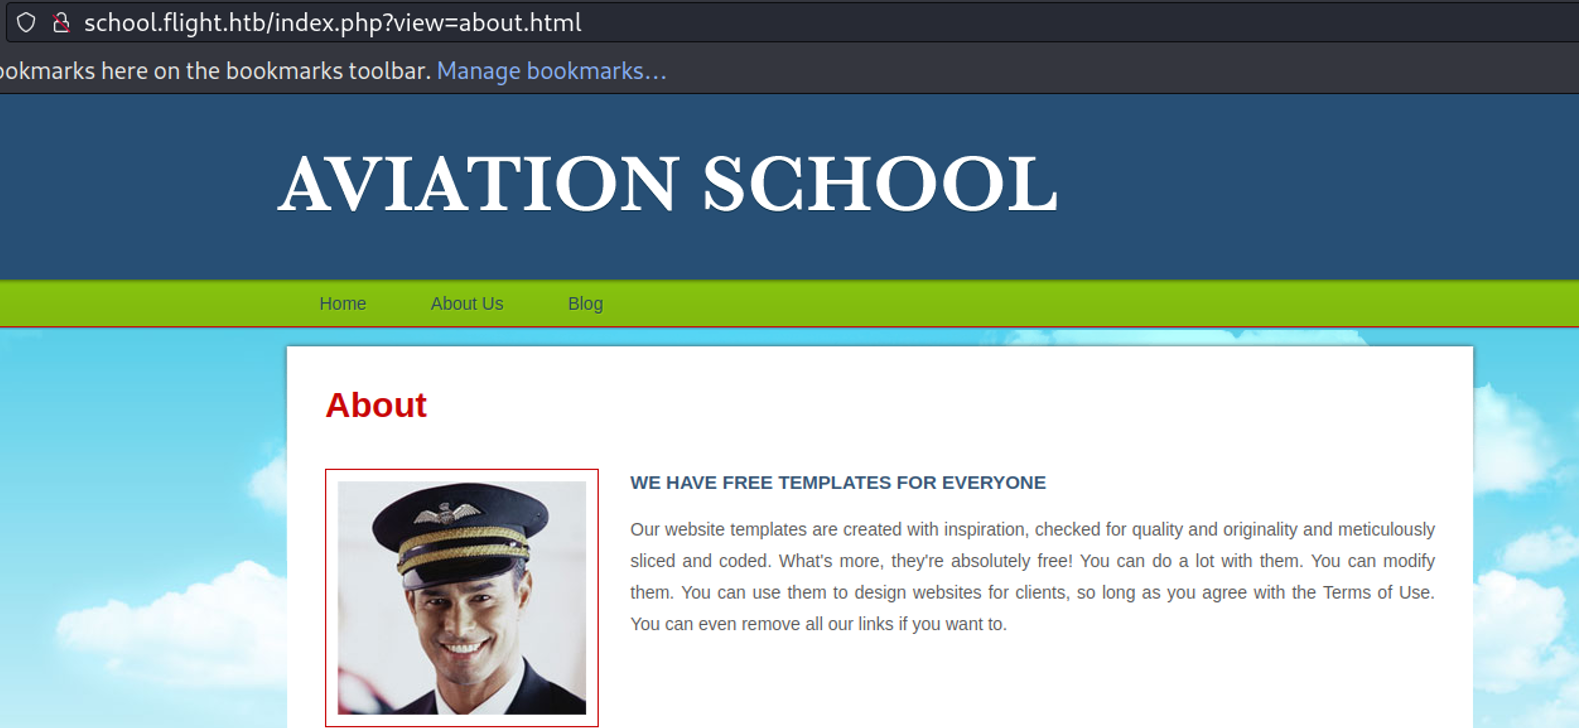 school.flight.htb/index.php?view=about.html
bookmarks here on the bookmarks toolbar. Manage bookmarks…
AVIATION SCHOOL
Home About Us Blog
About
WE HAVE FREE TEMPLATES FOR EVERYONE
Our website templates are created with inspiration, checked for quality and originality and meticulously
sliced and coded. What's more, they're absolutely free! You can do a lot with them. You can modify
them. You can use them to design websites for clients, so long as you agree with the Terms of Use.
You can even remove all our links if you want to.